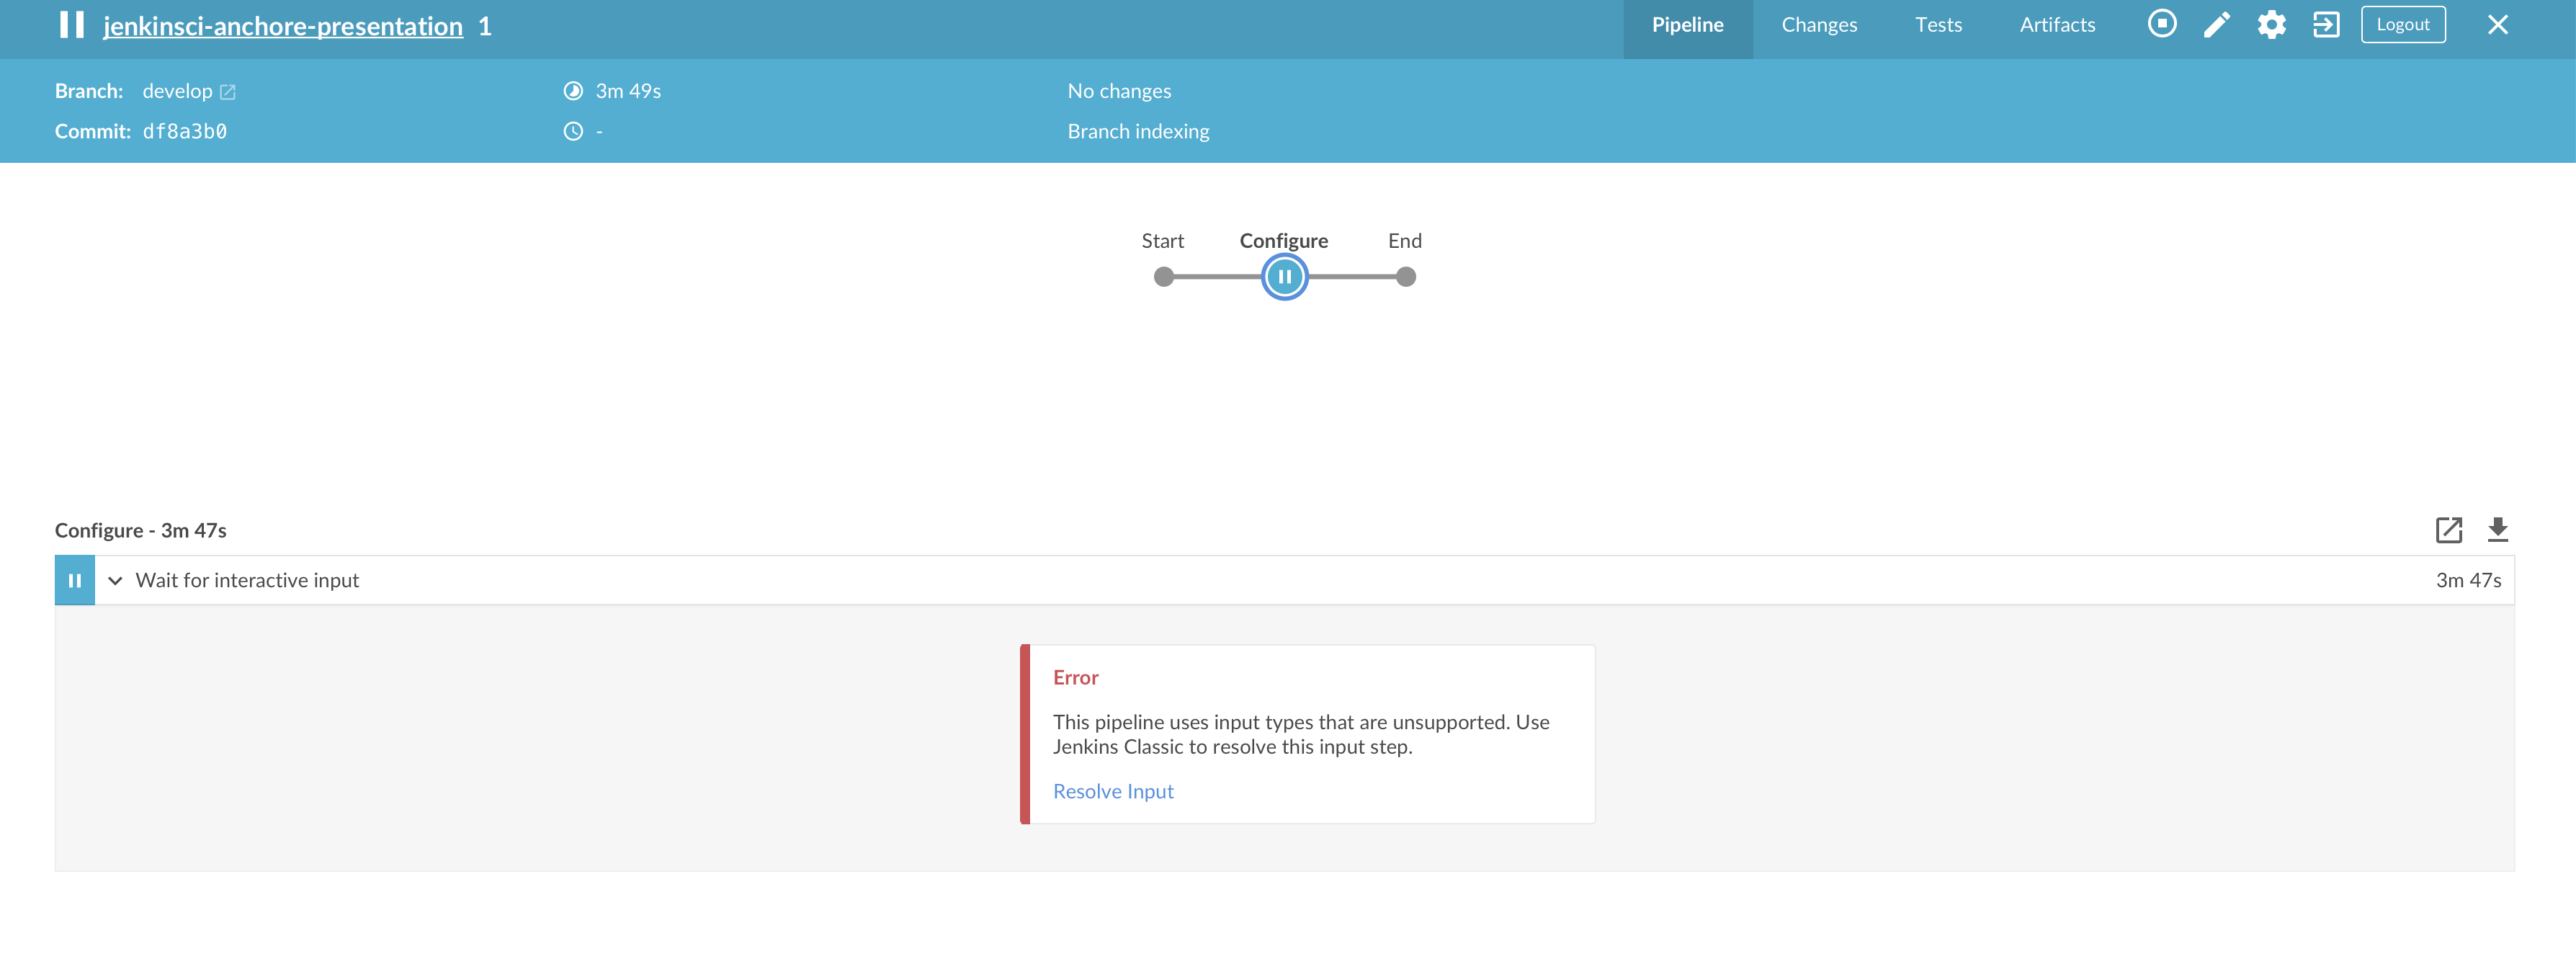 jenkinsci-anchore-presentation 1
Pipeline Changes Tests Artifacts Logout
Branch: develop 3m 49s No changes
Commit: df8a3b0 - Branch indexing
Start Configure End
Configure - 3m 47s
Wait for interactive input 3m 47s
Error
This pipeline uses input types that are unsupported. Use
Jenkins Classic to resolve this input step.
Resolve Input